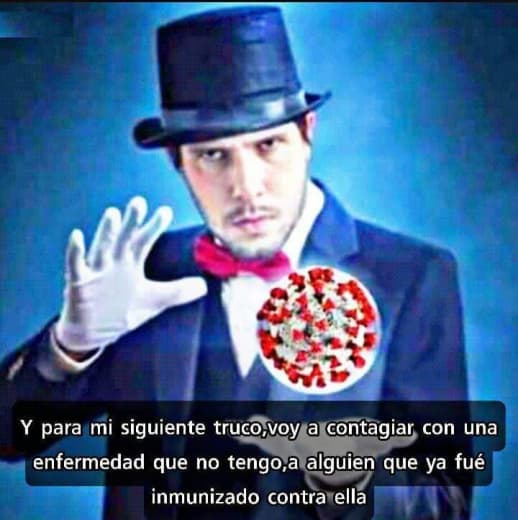 Y para mi siguiente truco,voy a contagiar con una
enfermedad que no tengo,a alguien que ya fué
inmunizado contra ella